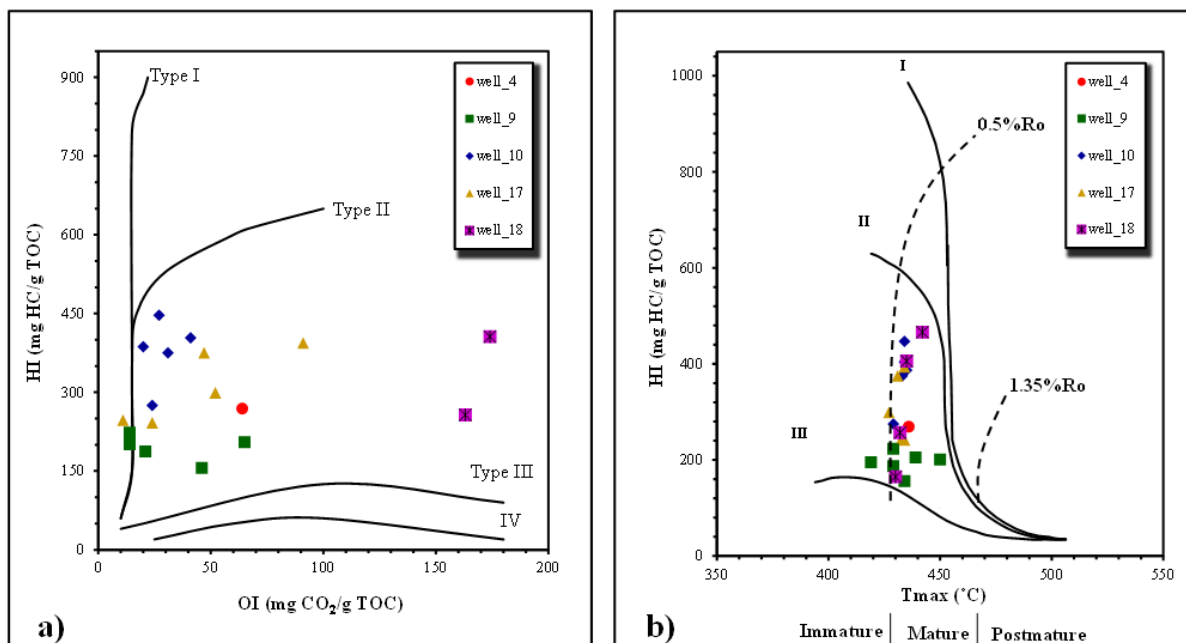 Type I
Type II
Type III
IV
well_4
well_9
well_10
well_17
well_18
900
750
600
450
300
150
0
HI (mg HC/g TOC)
0 50 100 150 200
OI (mg CO₂/g TOC)
a)
I
II
III
0.5%Ro
1.35%Ro
well_4
well_9
well_10
well_17
well_18
1000
800
600
400
200
0
HI (mg HC/g TOC)
350 400 450 500 550
Tmax (˚C)
Immature | Mature | Postmature
b)